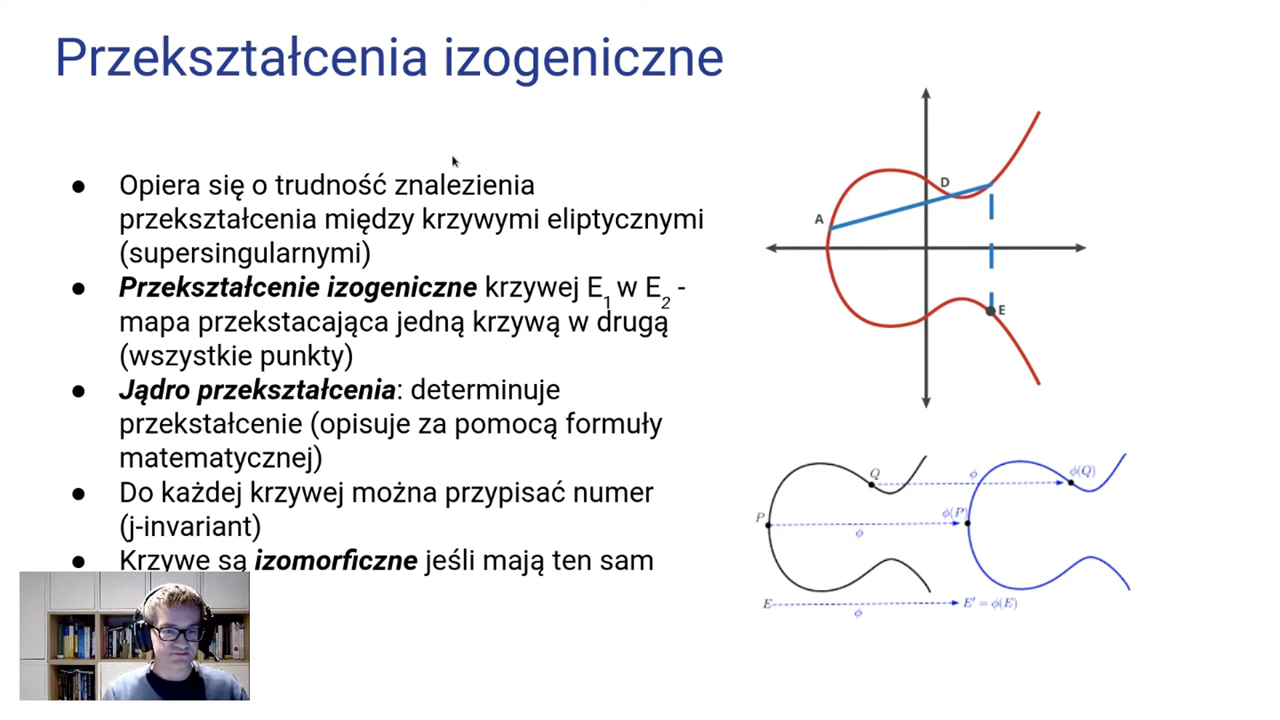 Przekształcenia izogeniczne
● Opiera się o trudność znalezienia
przekształcenia między krzywymi eliptycznymi
(supersingularnymi)
● Przekształcenie izogeniczne krzywej E1 w E2 -
mapa przekstacająca jedną krzywą w drugą
(wszystkie punkty)
● Jądro przekształcenia: determinuje
przekstałcenie (opisuje za pomocą formuły
matematycznej)
● Do każdej krzywej można przypisać numer
(j-invariant)
● Krzywe są izomorficzne jeśli mają ten sam
D
A
E
Q
ϕ
ϕ(Q)
P
ϕ(P)
ϕ
E
E' = ϕ(E)
ϕ